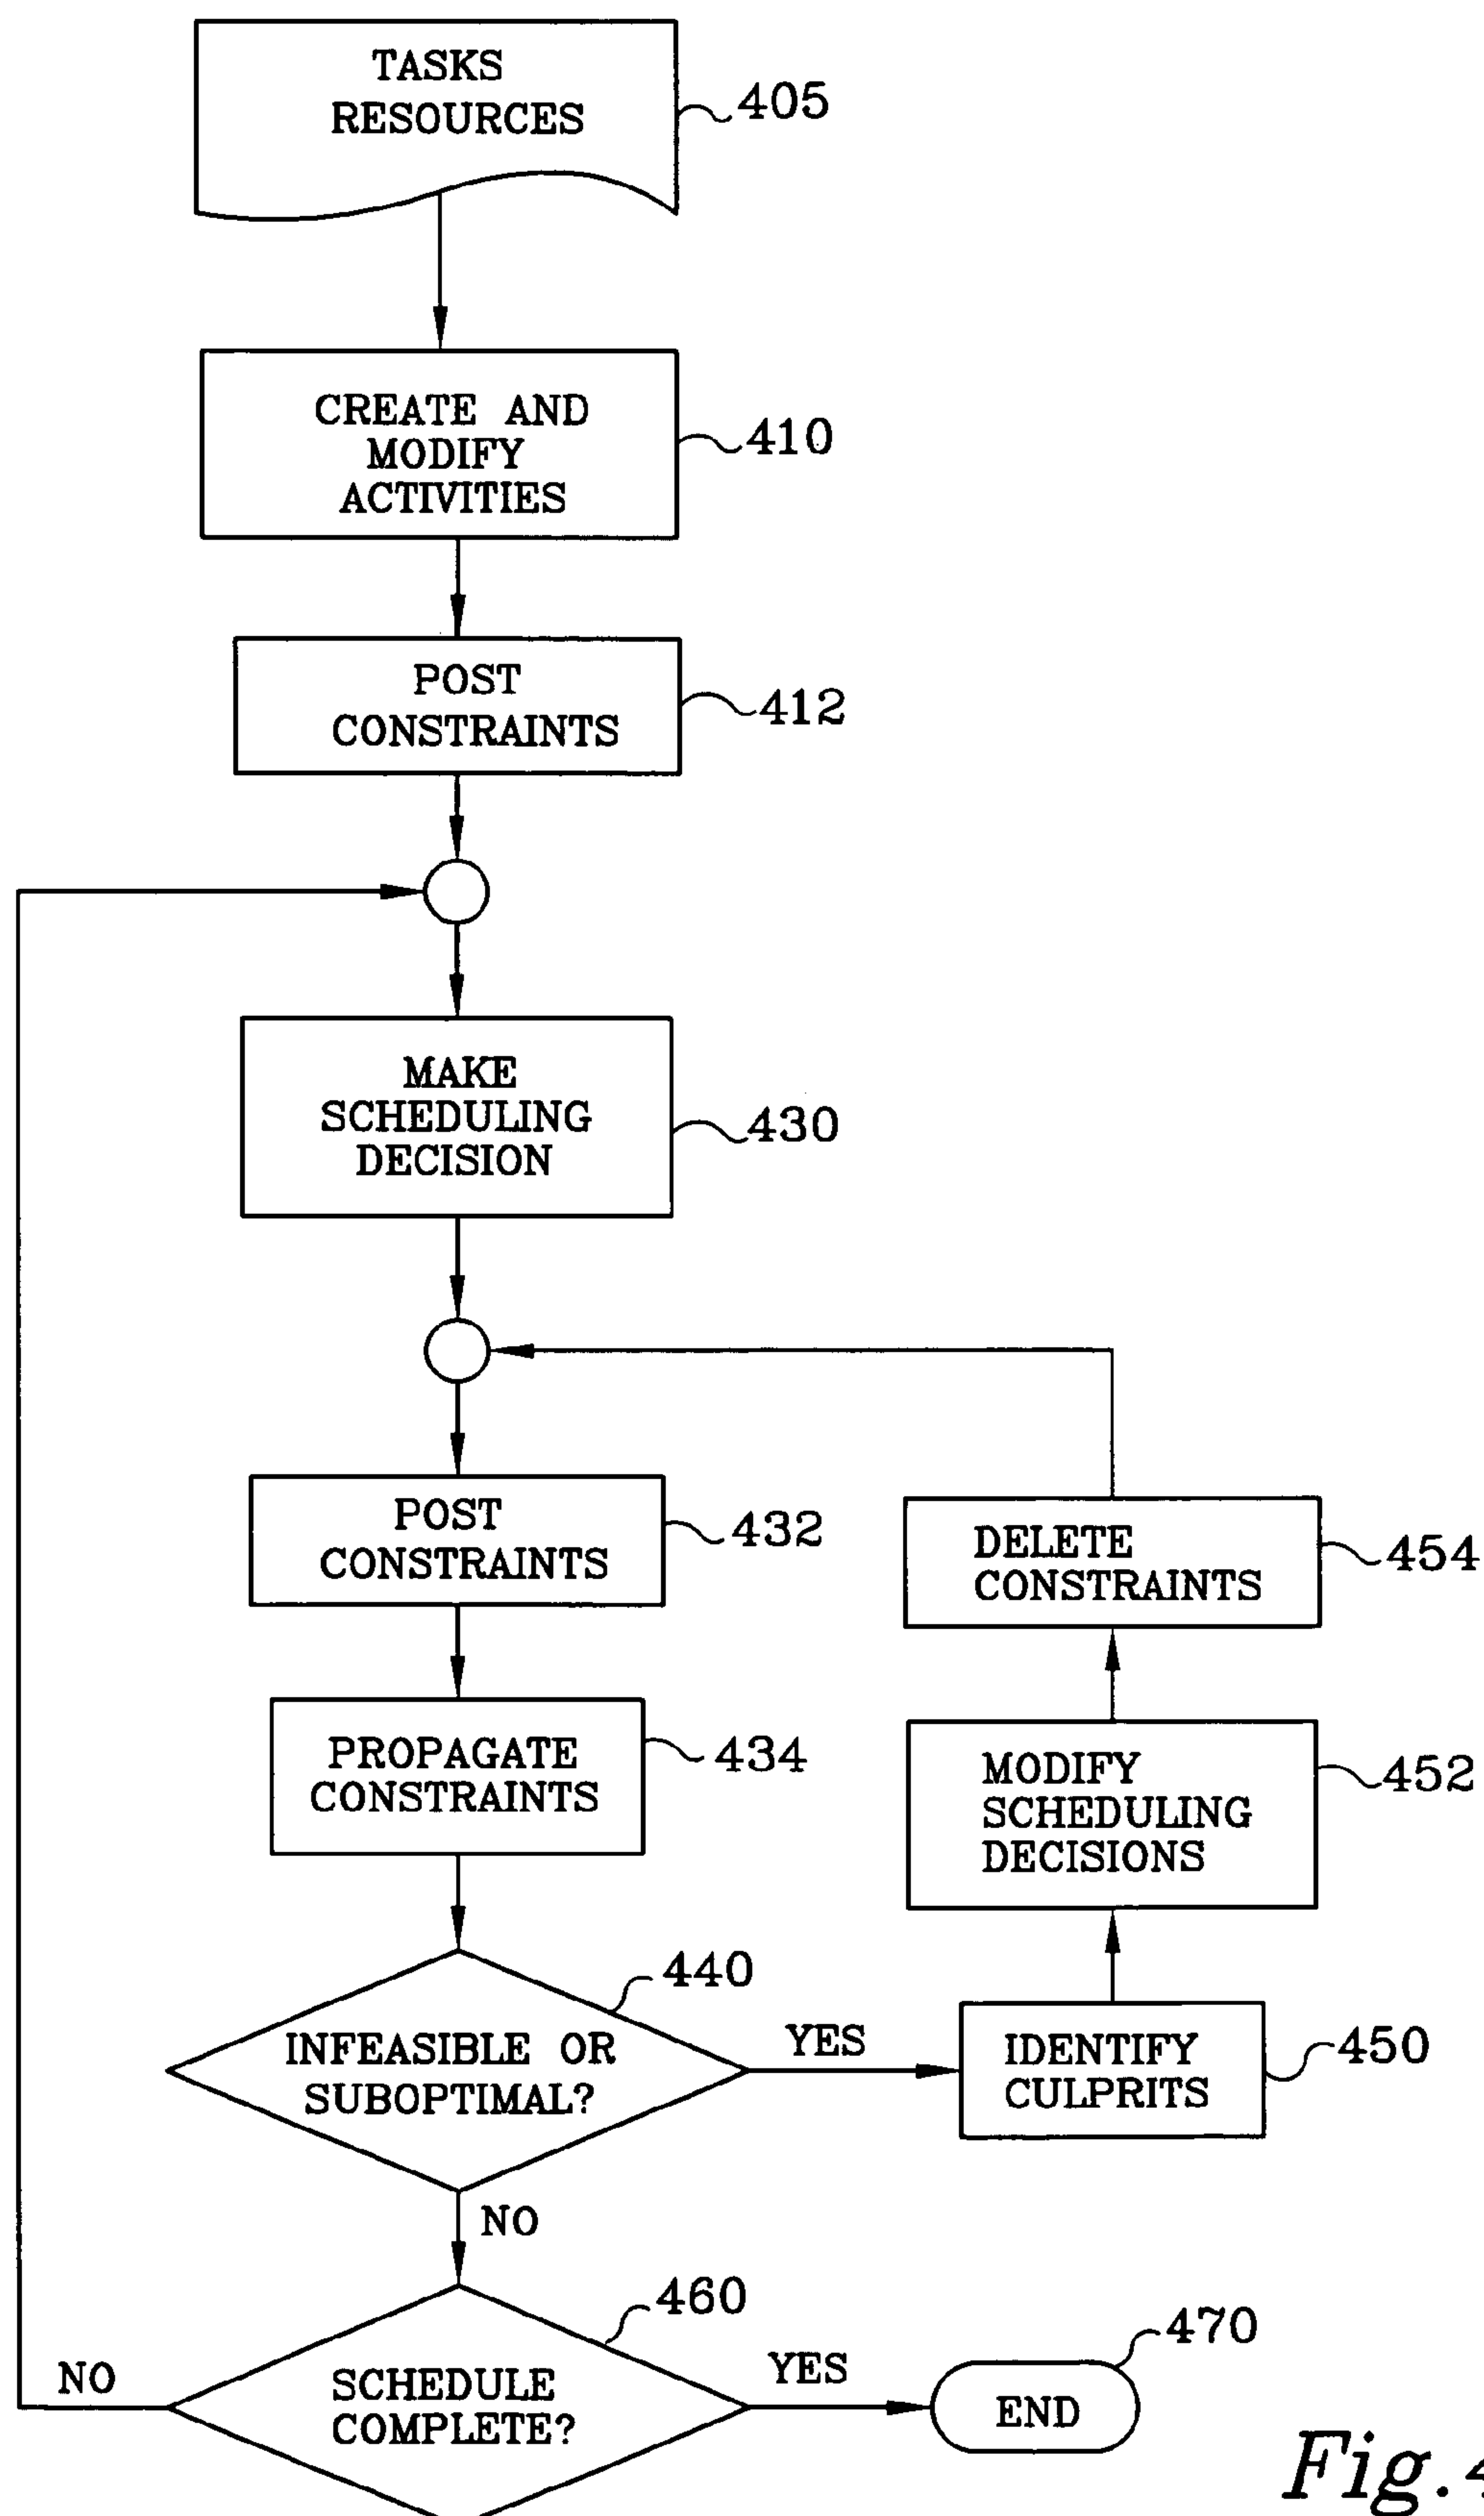 TASKS
RESOURCES
405
CREATE AND
MODIFY
ACTIVITIES
410
POST
CONSTRAINTS
412
MAKE
SCHEDULING
DECISION
430
POST
CONSTRAINTS
432
DELETE
CONSTRAINTS
454
PROPAGATE
CONSTRAINTS
434
MODIFY
SCHEDULING
DECISIONS
452
440
INFEASIBLE OR
SUBOPTIMAL?
YES
IDENTIFY
CULPRITS
450
NO
460
SCHEDULE
COMPLETE?
NO
YES
470
END
Fig. 4